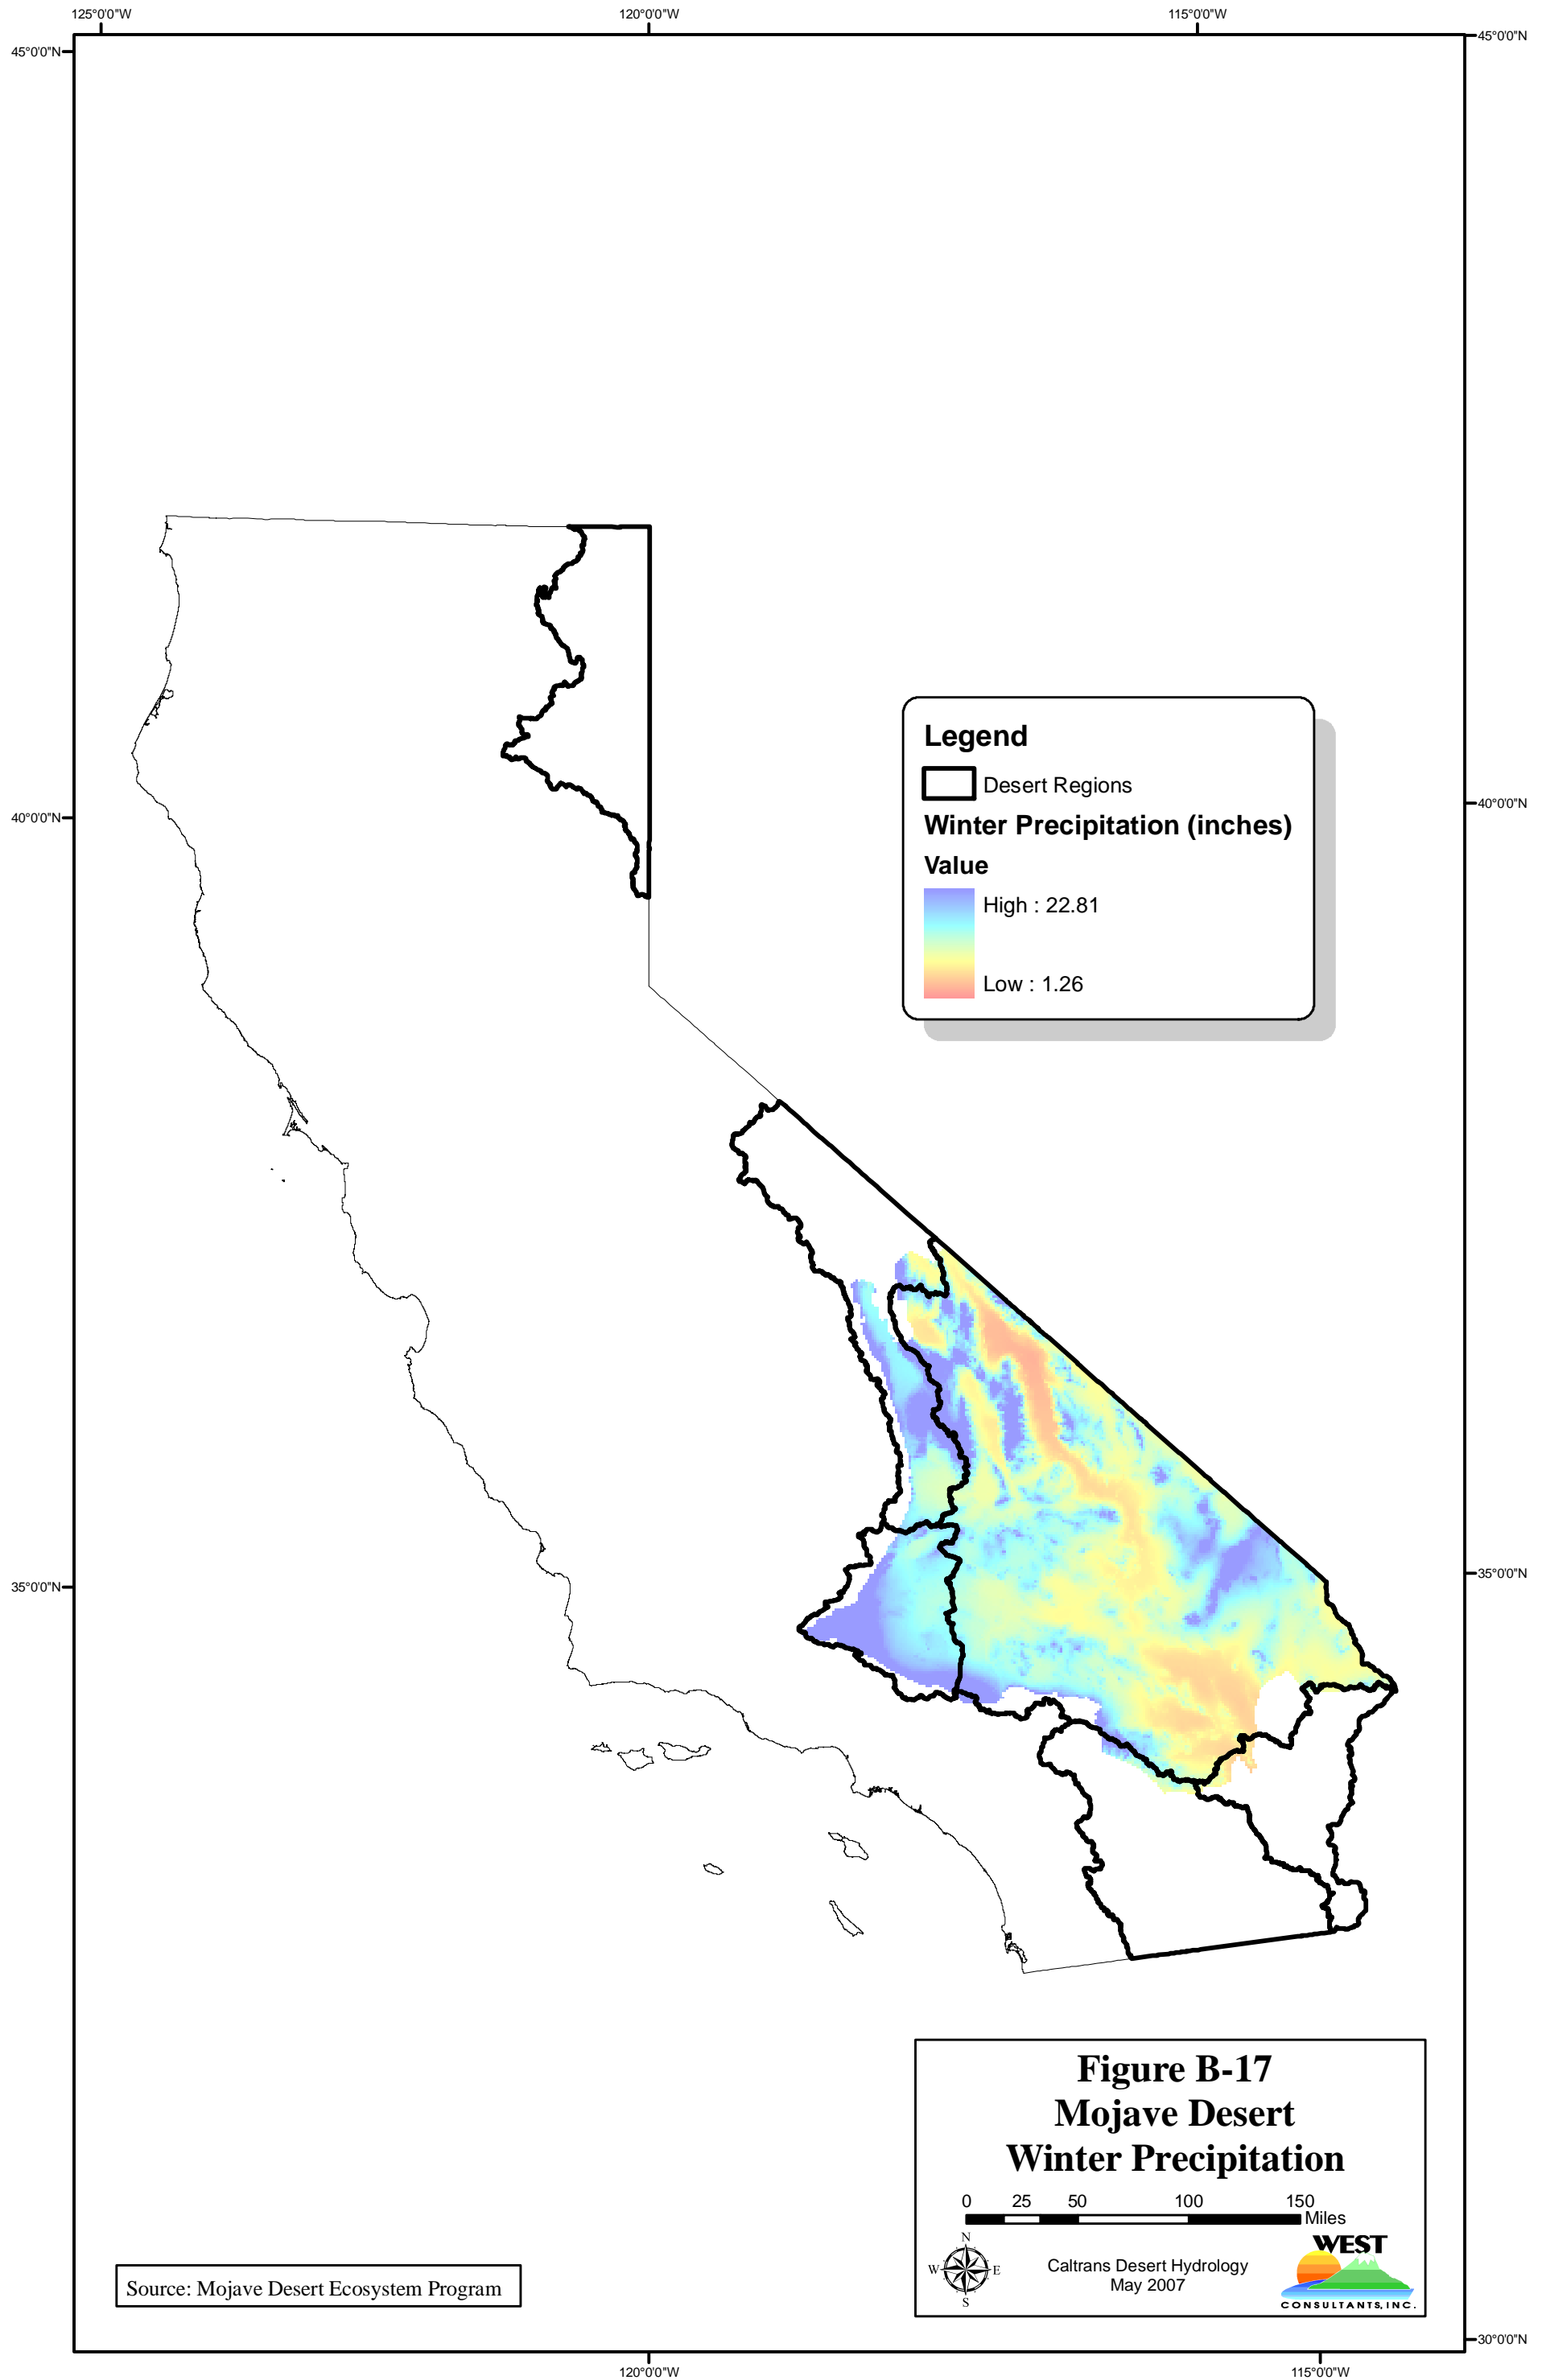 125°0'0"W
120°0'0"W
115°0'0"W
45°0'0"N
45°0'0"N
Legend
Desert Regions
Winter Precipitation (inches)
Value
High : 22.81
Low : 1.26
40°0'0"N
40°0'0"N
35°0'0"N
35°0'0"N
Figure B-17
Mojave Desert
Winter Precipitation
0 25 50 100 150
Miles
N
W E
S
Caltrans Desert Hydrology
May 2007
WEST
CONSULTANTS, INC.
Source: Mojave Desert Ecosystem Program
30°0'0"N
120°0'0"W
115°0'0"W